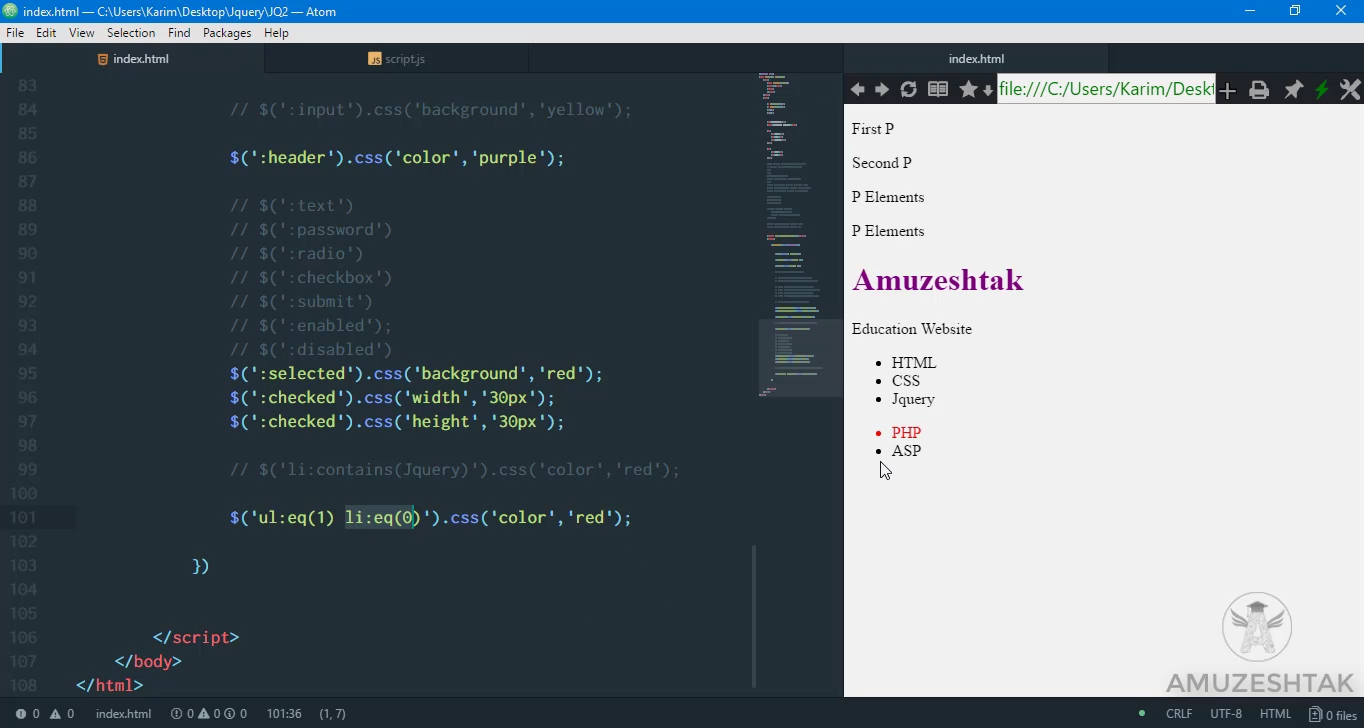 index.html — C:\Users\Karim\Desktop\Jquery\JQ2 — Atom
File Edit View Selection Find Packages Help
index.html
script.js
index.html
file:///C:/Users/Karim/Deskt
83
84 // $(':input').css('background','yellow');
85
86 $(':header').css('color','purple');
87
88 // $(':text')
89 // $(':password')
90 // $(':radio')
91 // $(':checkbox')
92 // $(':submit')
93 // $(':enabled');
94 // $(':disabled')
95 $(':selected').css('background','red');
96 $(':checked').css('width','30px');
97 $(':checked').css('height','30px');
98
99 // $('li:contains(Jquery)').css('color','red');
100
101 $('ul:eq(1) li:eq(0)').css('color','red');
102
103 })
104
105
106 </script>
107 </body>
108 </html>
First P
Second P
P Elements
P Elements
Amuzeshtak
Education Website
HTML
CSS
Jquery
PHP
ASP
AMUZESHTAK
0 0 index.html 0 0 0 101:36 (1, 7)
CRLF UTF-8 HTML 0 files